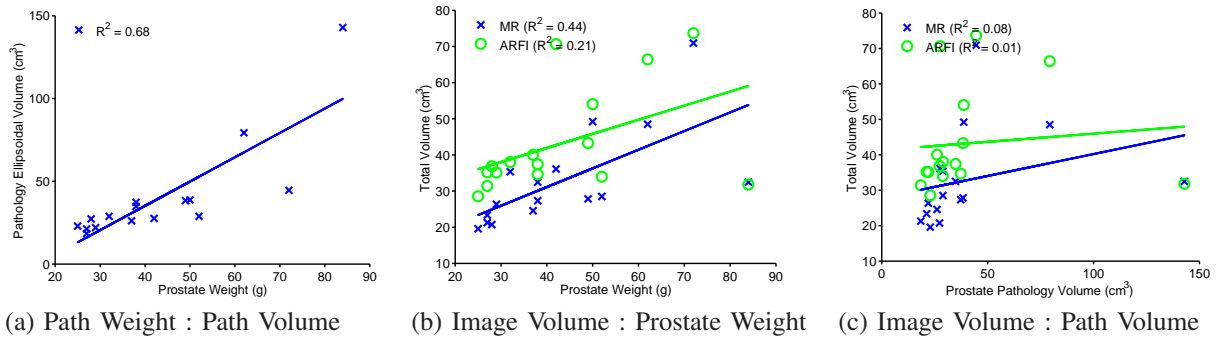 150
100
50
0
Pathology Ellipsoidal Volume (cm³)
R² = 0.68
20 30 40 50 60 70 80 90
Prostate Weight (g)
(a) Path Weight : Path Volume
80
70
60
50
40
30
20
10
Total Volume (cm³)
MR (R² = 0.44)
ARFI (R² = 0.21)
20 30 40 50 60 70 80 90
Prostate Weight (g)
(b) Image Volume : Prostate Weight
80
70
60
50
40
30
20
10
Total Volume (cm³)
MR (R² = 0.08)
ARFI (R² = 0.01)
0 50 100 150
Prostate Pathology Volume (cm³)
(c) Image Volume : Path Volume